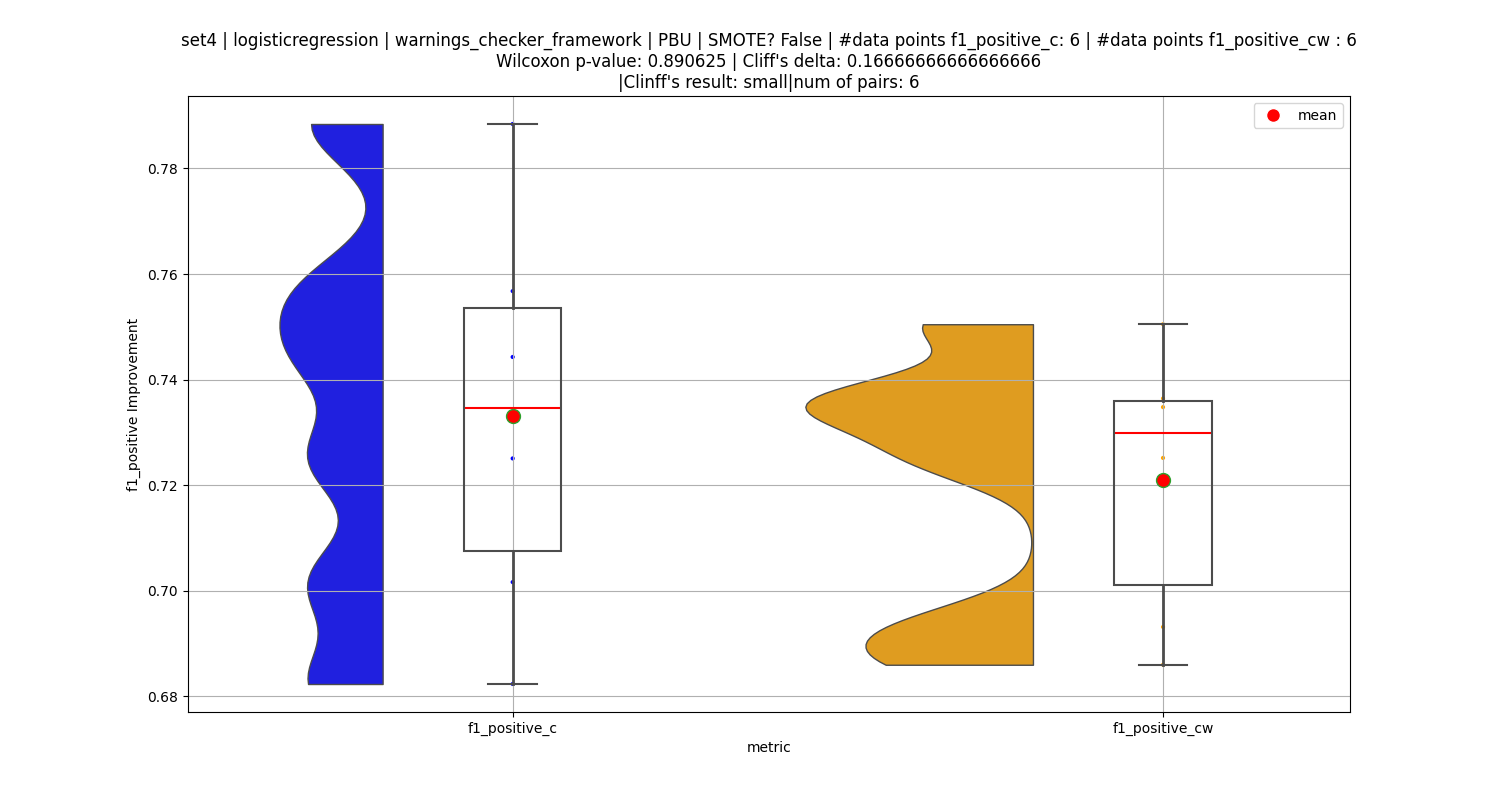 set4 | logisticregression | warnings_checker_framework | PBU | SMOTE? False | #data points f1_positive_c: 6 | #data points f1_positive_cw : 6
Wilcoxon p-value: 0.890625 | Cliff's delta: 0.16666666666666666
|Clinff's result: small|num of pairs: 6
mean
0.78
0.76
0.74
0.72
0.70
0.68
f1_positive Improvement
f1_positive_c
f1_positive_cw
metric